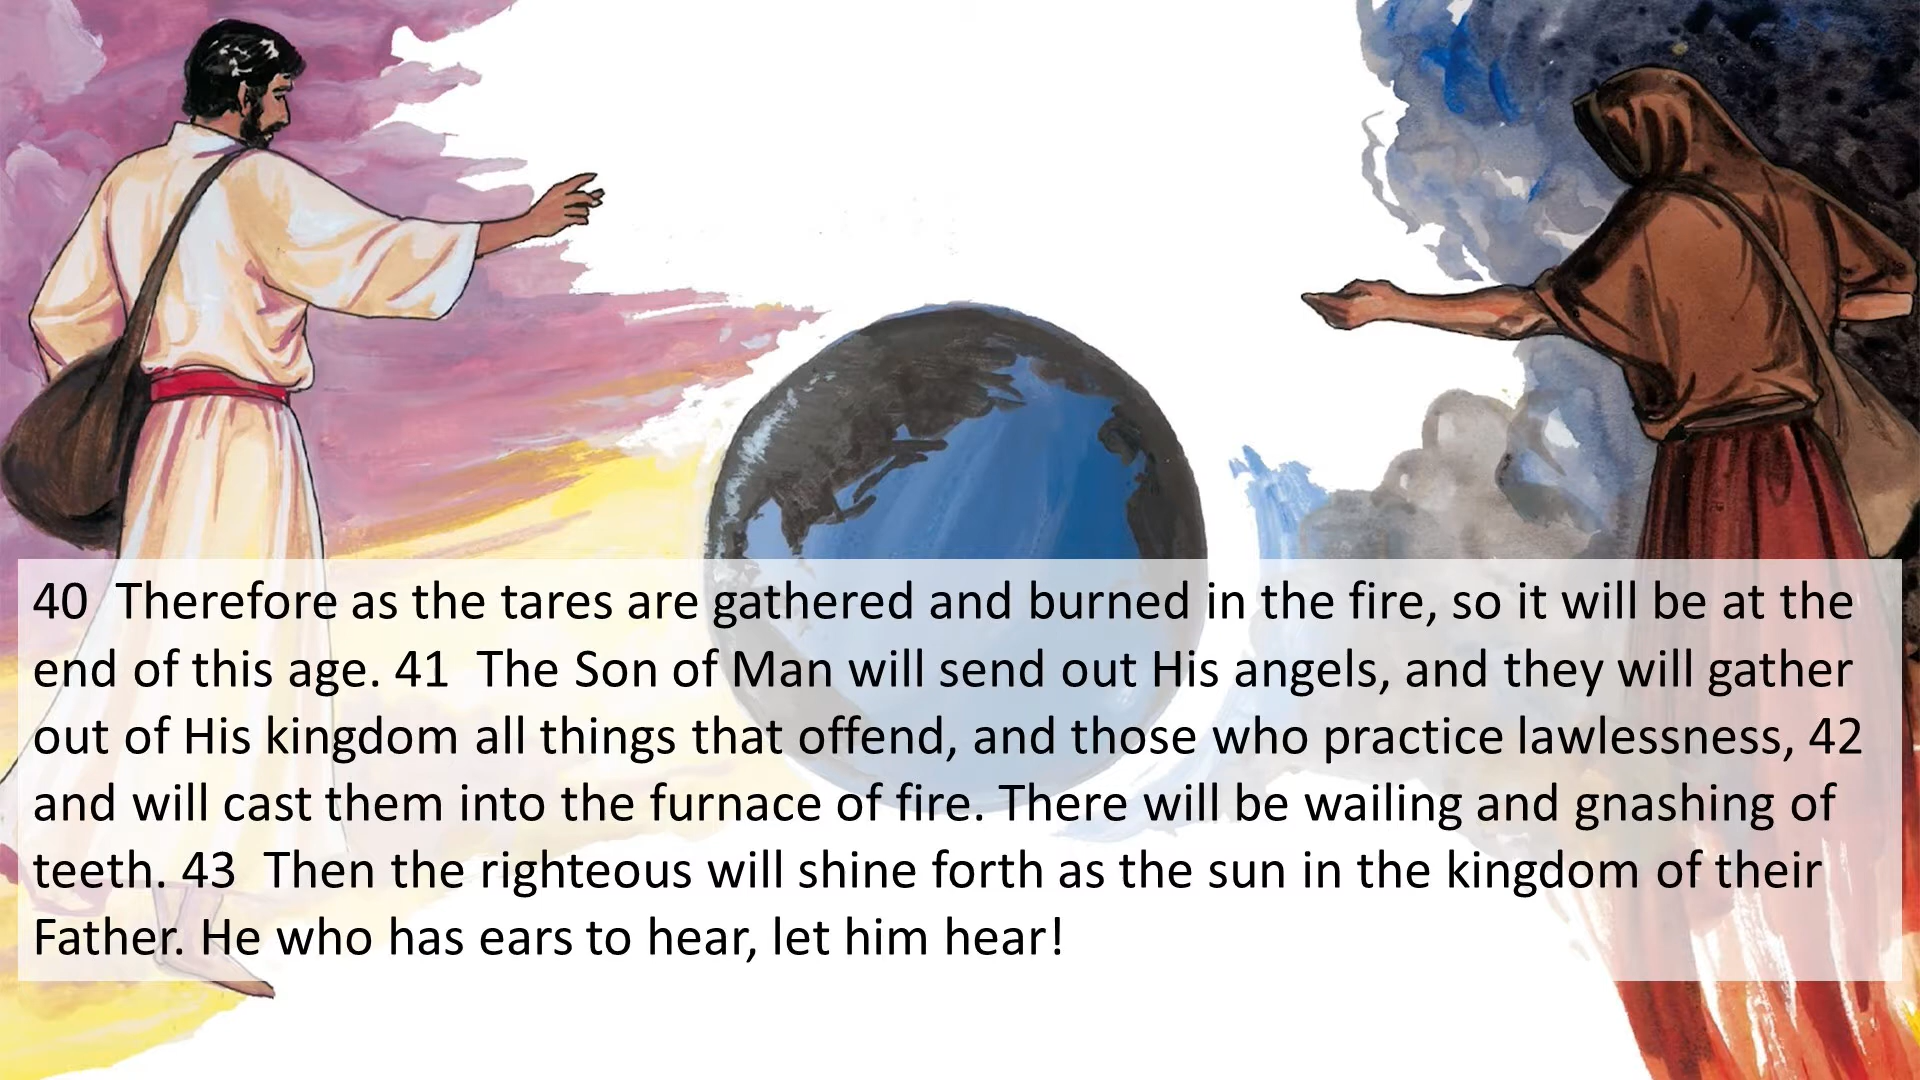 40  Therefore as the tares are gathered and burned in the fire, so it will be at the
end of this age. 41  The Son of Man will send out His angels, and they will gather
out of His kingdom all things that offend, and those who practice lawlessness, 42
and will cast them into the furnace of fire. There will be wailing and gnashing of
teeth. 43  Then the righteous will shine forth as the sun in the kingdom of their
Father. He who has ears to hear, let him hear!